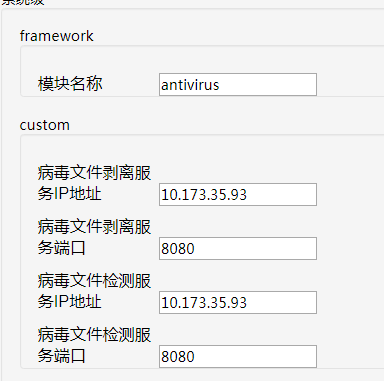 系统级
framework
模块名称 antivirus
custom
病毒文件剥离服
务IP地址 10.173.35.93
病毒文件剥离服
务端口 8080
病毒文件检测服
务IP地址 10.173.35.93
病毒文件检测服
务端口 8080